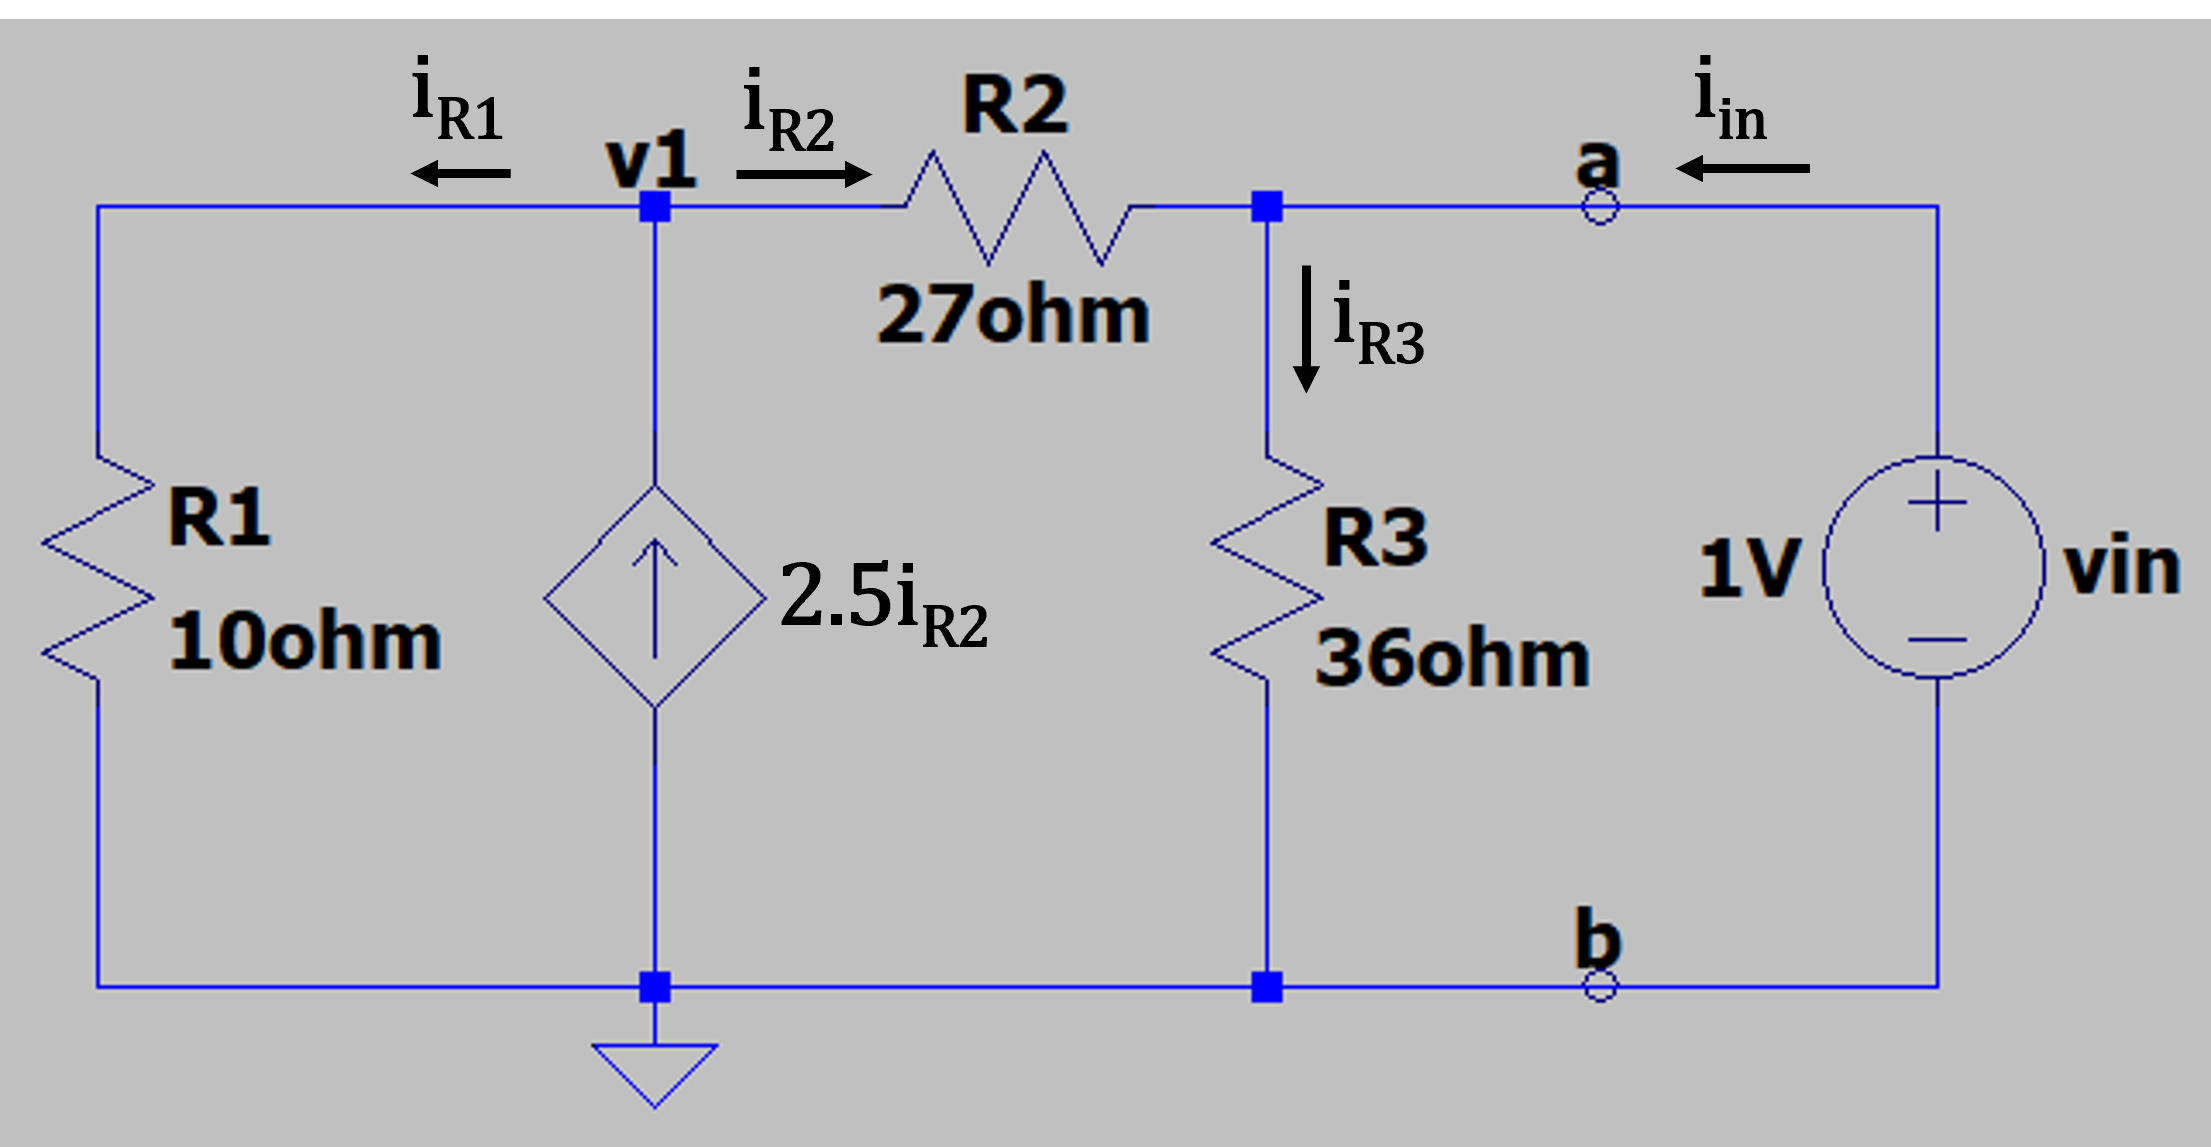 iR1
v1
iR2
R2
27ohm
a
iin
iR3
R1
10ohm
2.5iR2
R3
36ohm
1V
vin
b